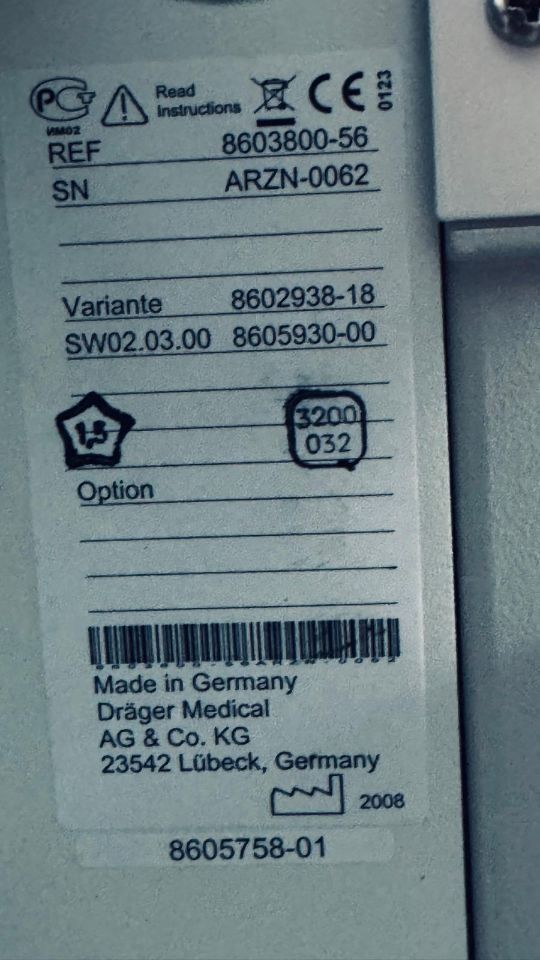 Read
Instructions
0123
ИМ02
REF 8603800-56
SN ARZN-0062
Variante 8602938-18
SW02.03.00 8605930-00
1,5
3200
032
Option
Made in Germany
Dräger Medical
AG & Co. KG
23542 Lübeck, Germany
2008
8605758-01